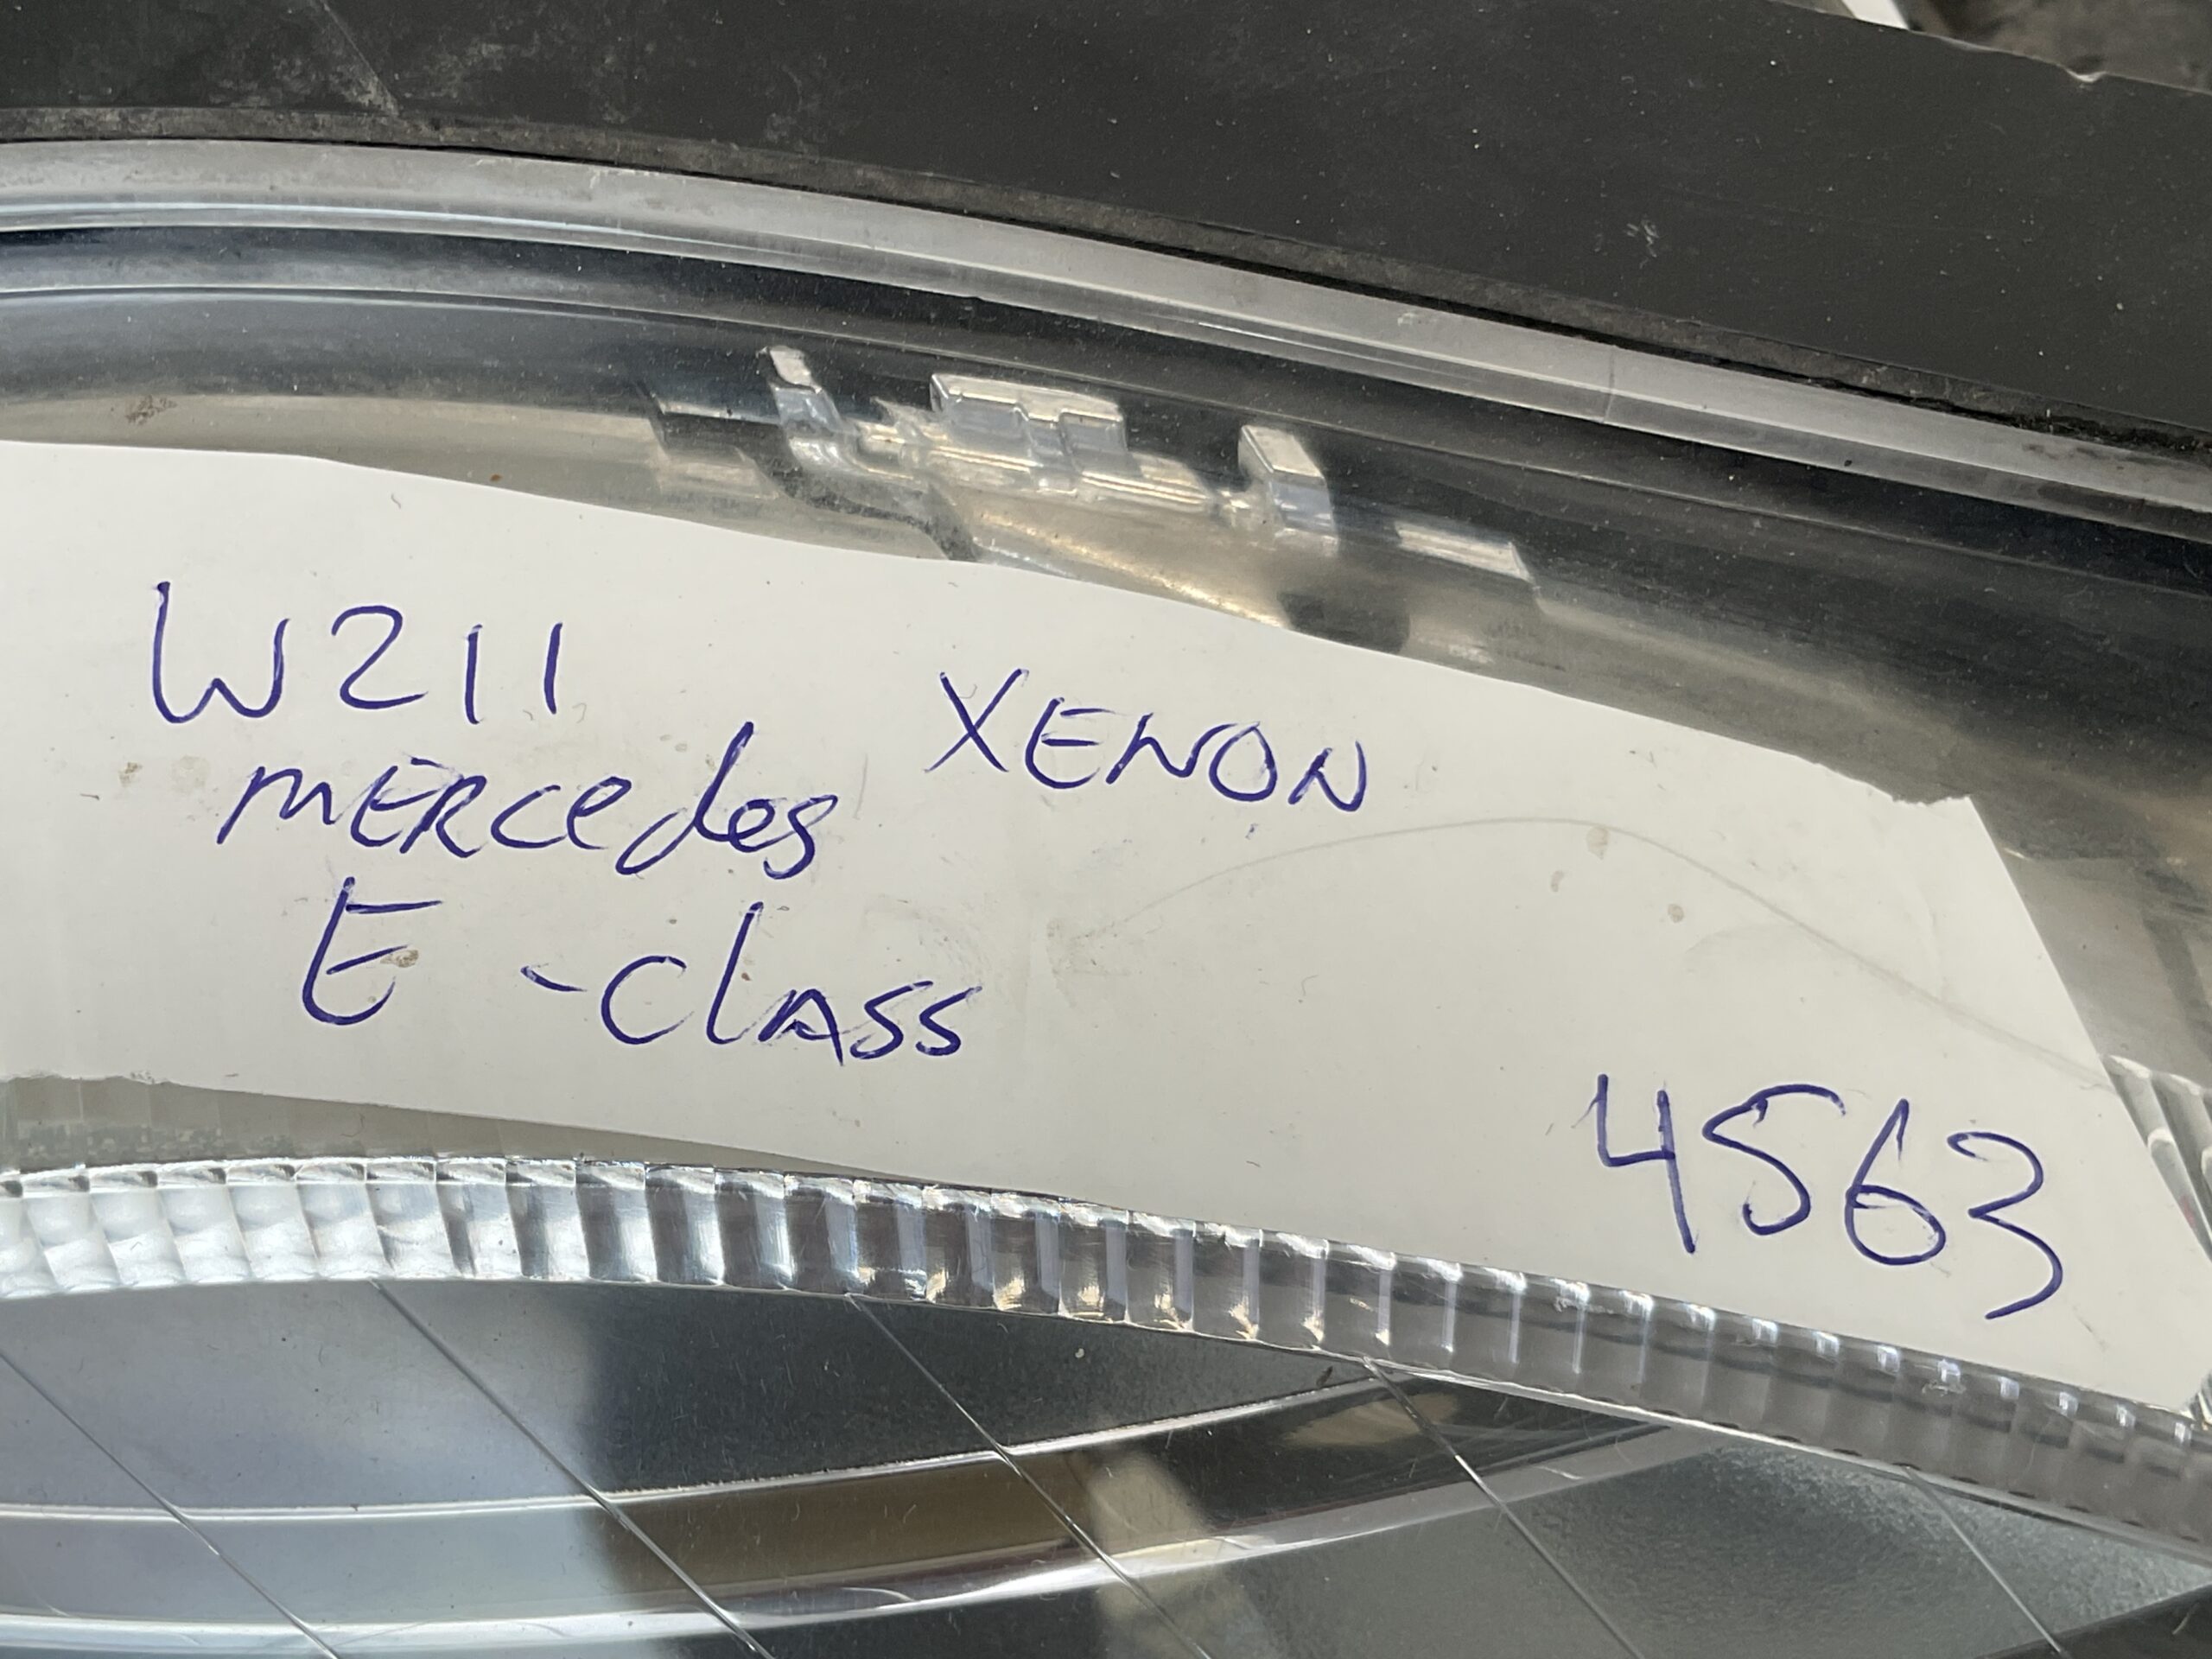 W211 XENON
mERCedes
E-ClASS
4563